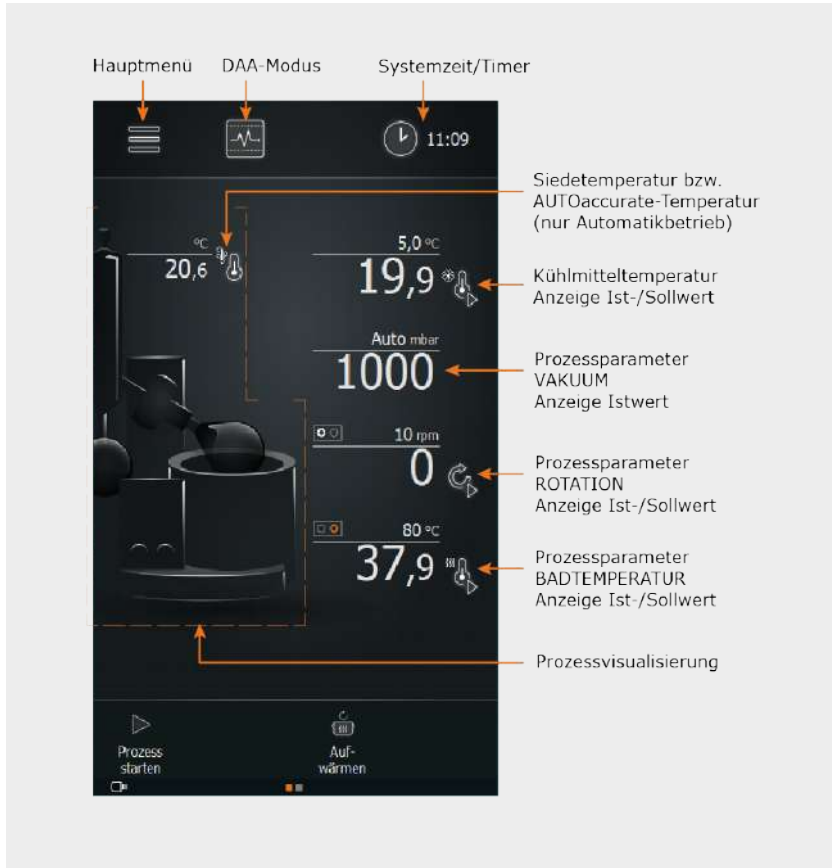 Hauptmenü DAA-Modus Systemzeit/Timer
11:09
Siedetemperatur bzw.
AUTOaccurate-Temperatur
(nur Automatikbetrieb)
°C
20,6
5,0 °C
19,9
Kühlmitteltemperatur
Anzeige Ist-/Sollwert
Auto mbar
1000
Prozessparameter
VAKUUM
Anzeige Istwert
10 rpm
0
Prozessparameter
ROTATION
Anzeige Ist-/Sollwert
80 °C
37,9
Prozessparameter
BADTEMPERATUR
Anzeige Ist-/Sollwert
Prozessvisualisierung
Prozess
starten
Auf-
wärmen